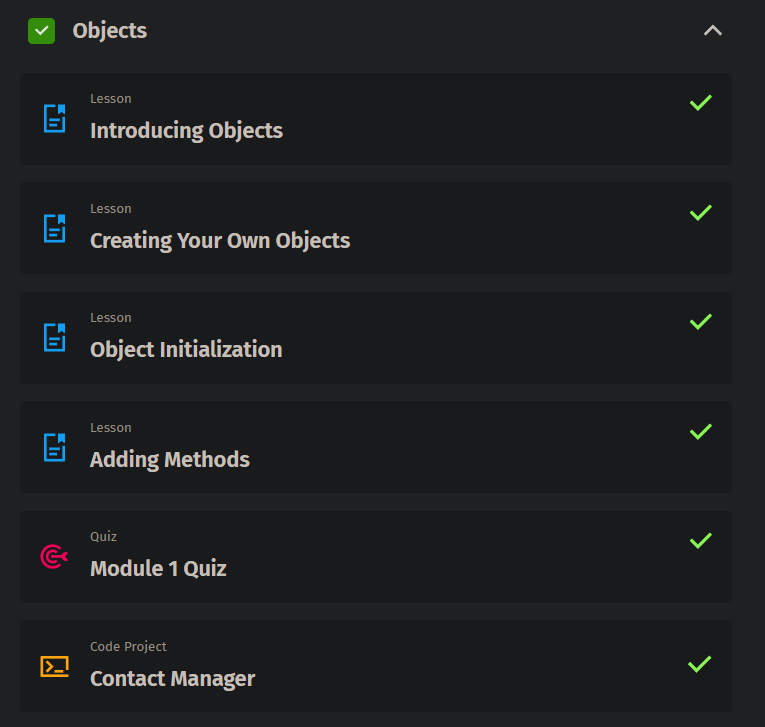 Objects
Lesson
Introducing Objects
Lesson
Creating Your Own Objects
Lesson
Object Initialization
Lesson
Adding Methods
Quiz
Module 1 Quiz
Code Project
Contact Manager